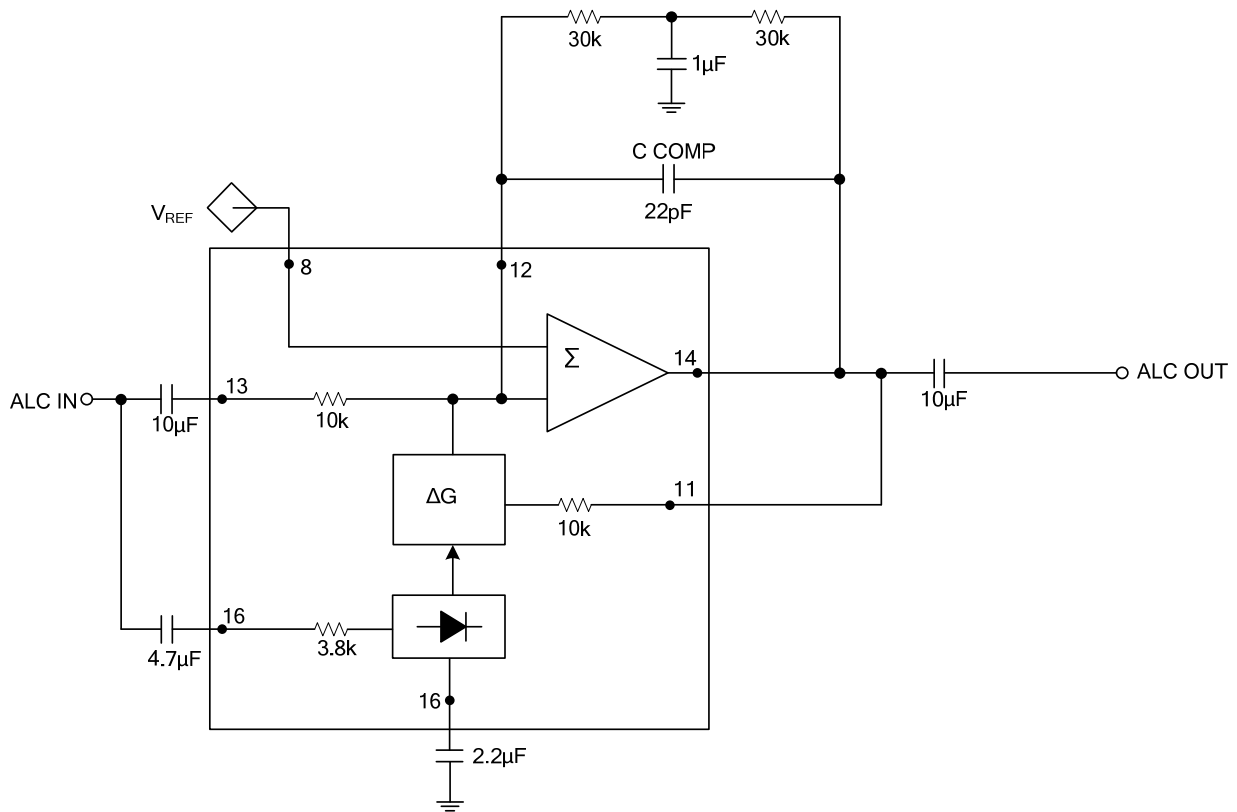 30k
30k
1µF
C COMP
22pF
VREF
8
12
Σ
14
ALC OUT
13
ALC IN
10µF
10k
10µF
ΔG
11
10k
16
4.7µF
3.8k
16
2.2µF